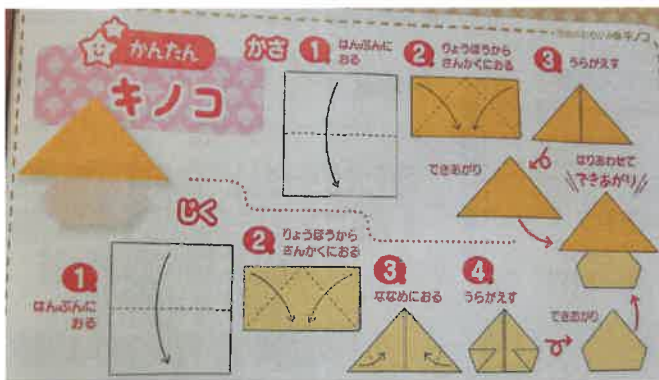 かんたん
キノコ
かさ
1
はんぶんに
おる
2
りょうほうから
さんかくにおる
3
うらがえす
できあがり
はりあわせて
できあがり
じく
1
はんぶんに
おる
2
りょうほうから
さんかくにおる
3
ななめにおる
4
うらがえす
できあがり